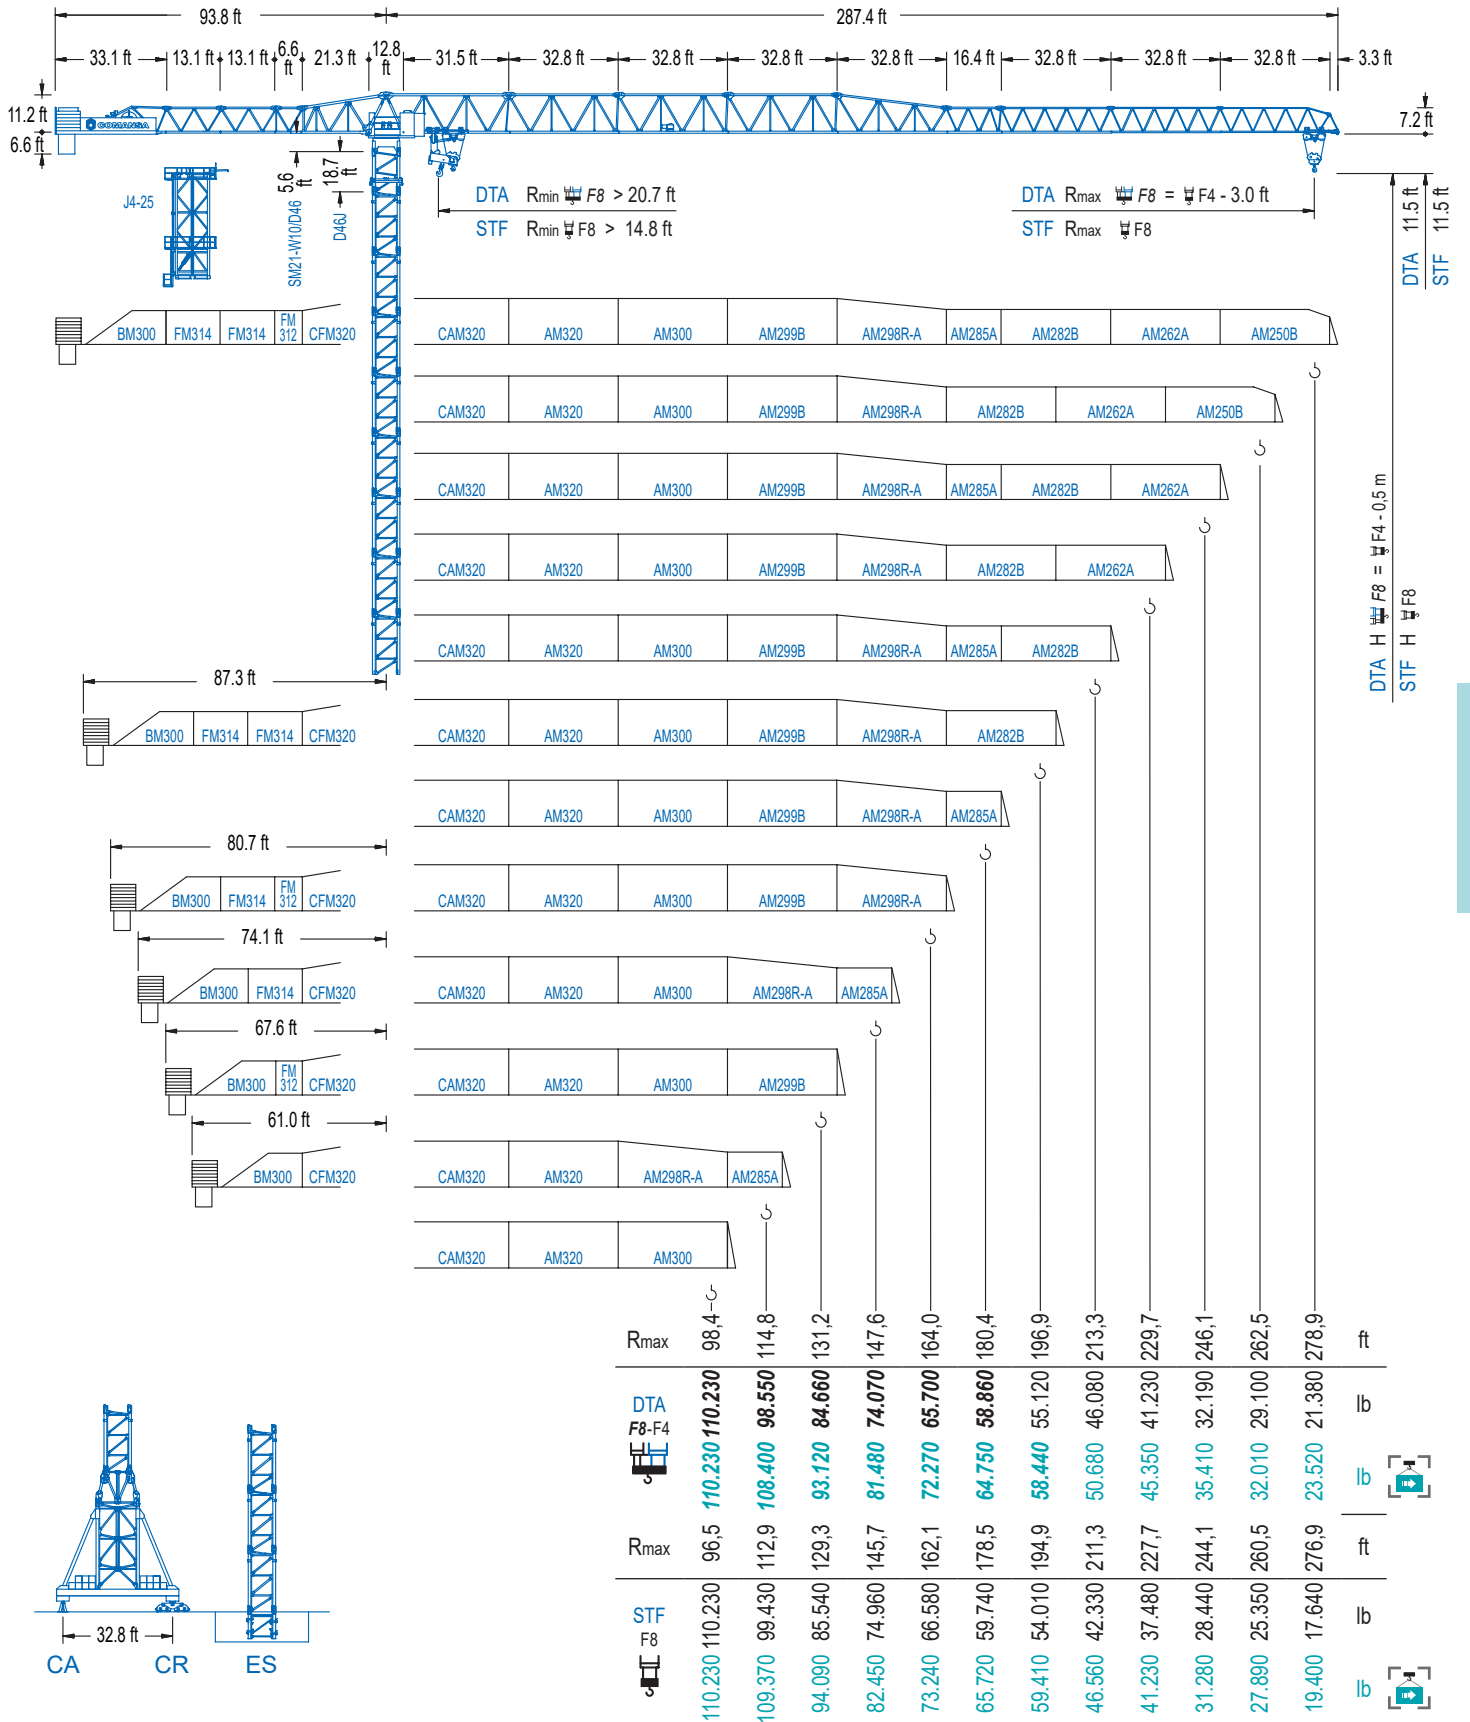 93.8 ft 287.4 ft
33.1 ft 13.1 ft 13.1 ft 6.6 ft 21.3 ft 12.8 ft 31.5 ft 32.8 ft 32.8 ft 32.8 ft 32.8 ft 16.4 ft 32.8 ft 32.8 ft 32.8 ft 3.3 ft
11.2 ft COMANSA 7.2 ft
6.6 ft
J4-25
5.6 ft
SM21-W10/D46
18.7 ft
D46J
DTA Rmin F8 > 20.7 ft
STF Rmin F8 > 14.8 ft
DTA Rmax F8 = F4 - 3.0 ft
STF Rmax F8
DTA 11.5 ft
STF 11.5 ft
DTA H F8 = F4 - 0,5 m
STF H F8
BM300 FM314 FM314 FM 312 CFM320 CAM320 AM320 AM300 AM299B AM298R-A AM285A AM282B AM262A AM250B
CAM320 AM320 AM300 AM299B AM298R-A AM282B AM262A AM250B
CAM320 AM320 AM300 AM299B AM298R-A AM285A AM282B AM262A
CAM320 AM320 AM300 AM299B AM298R-A AM282B AM262A
CAM320 AM320 AM300 AM299B AM298R-A AM285A AM282B
87.3 ft
BM300 FM314 FM314 CFM320 CAM320 AM320 AM300 AM299B AM298R-A AM282B
CAM320 AM320 AM300 AM299B AM298R-A AM285A
80.7 ft
BM300 FM314 FM 312 CFM320 CAM320 AM320 AM300 AM299B AM298R-A
74.1 ft
BM300 FM314 CFM320 CAM320 AM320 AM300 AM298R-A AM285A
67.6 ft
BM300 FM 312 CFM320 CAM320 AM320 AM300 AM299B
61.0 ft
BM300 CFM320 CAM320 AM320 AM298R-A AM285A
CAM320 AM320 AM300
Rmax 98,4 114,8 131,2 147,6 164,0 180,4 196,9 213,3 229,7 246,1 262,5 278,9 ft
DTA F8-F4 110.230 110.230 98.550 84.660 74.070 65.700 58.860 55.120 46.080 41.230 32.190 29.100 21.380 lb
110.230 108.400 93.120 81.480 72.270 64.750 58.440 50.680 45.350 35.410 32.010 23.520 lb
Rmax 96,5 112,9 129,3 145,7 162,1 178,5 194,9 211,3 227,7 244,1 260,5 276,9 ft
STF F8 110.230 110.230 99.430 85.540 74.960 66.580 59.740 54.010 42.330 37.480 28.440 25.350 17.640 lb
110.230 109.370 94.090 82.450 73.240 65.720 59.410 46.560 41.230 31.280 27.890 19.400 lb
32.8 ft
CA CR ES